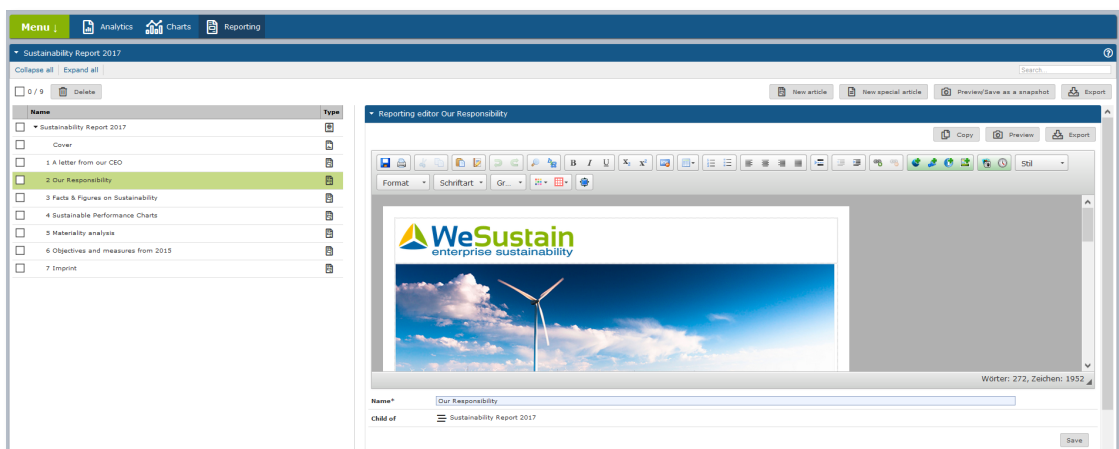 Menu ↓ Analytics Charts Reporting
Sustainability Report 2017
Collapse all Expand all Search...
0 / 9 Delete New article New special article Preview/Save as a snapshot Export
Name Type
Sustainability Report 2017
Cover
1 A letter from our CEO
2 Our Responsibility
3 Facts & Figures on Sustainability
4 Sustainable Performance Charts
5 Materiality analysis
6 Objectives and measures from 2015
7 Imprint
Reporting editor Our Responsibility
Copy Preview Export
B I U X₂ X² Stil
Format Schriftart Gr...
WeSustain
enterprise sustainability
Wörter: 272, Zeichen: 1952
Name* Our Responsibility
Child of Sustainability Report 2017
Save